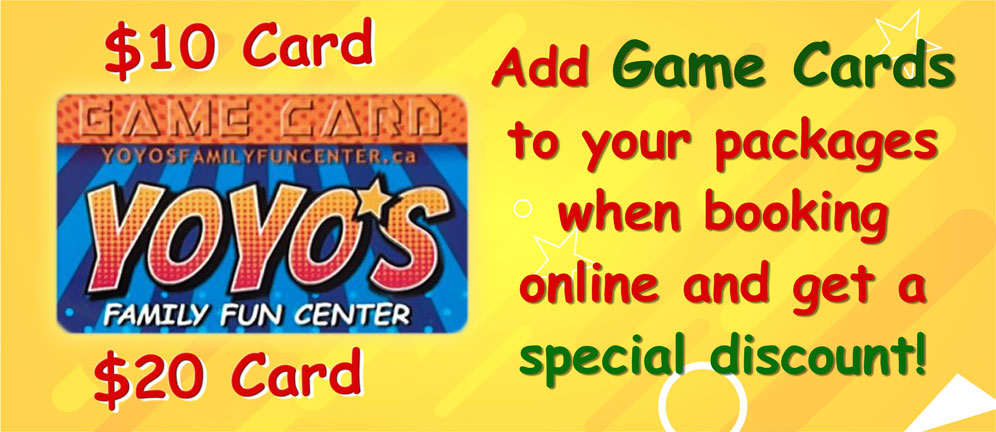 $10 Card
GAME CARD
YOYOSFAMILYFUNCENTER.ca
YOYO'S
FAMILY FUN CENTER
$20 Card
Add Game Cards
to your packages
when booking
online and get a
special discount!